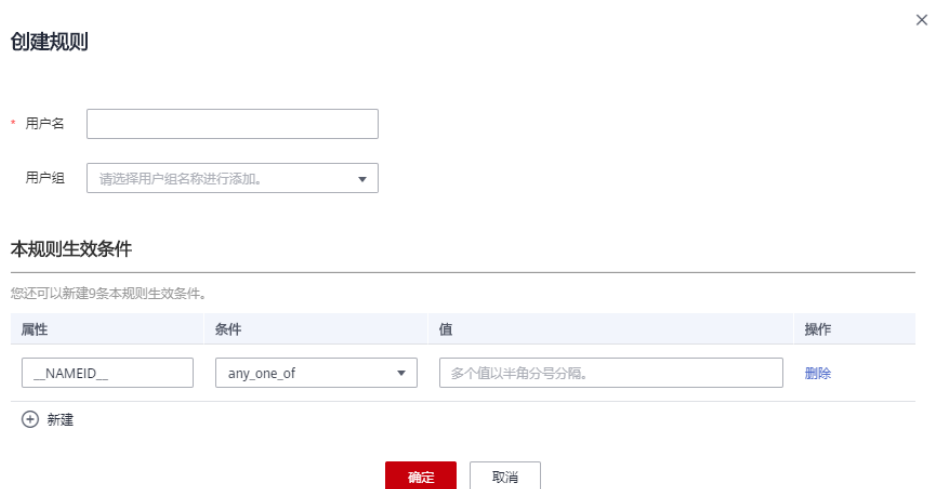 创建规则
* 用户名
用户组 请选择用户组名称进行添加。
本规则生效条件
您还可以新建9条本规则生效条件。
属性 条件 值 操作
__NAMEID__ any_one_of 多个值以半角分号分隔。 删除
新建
确定 取消